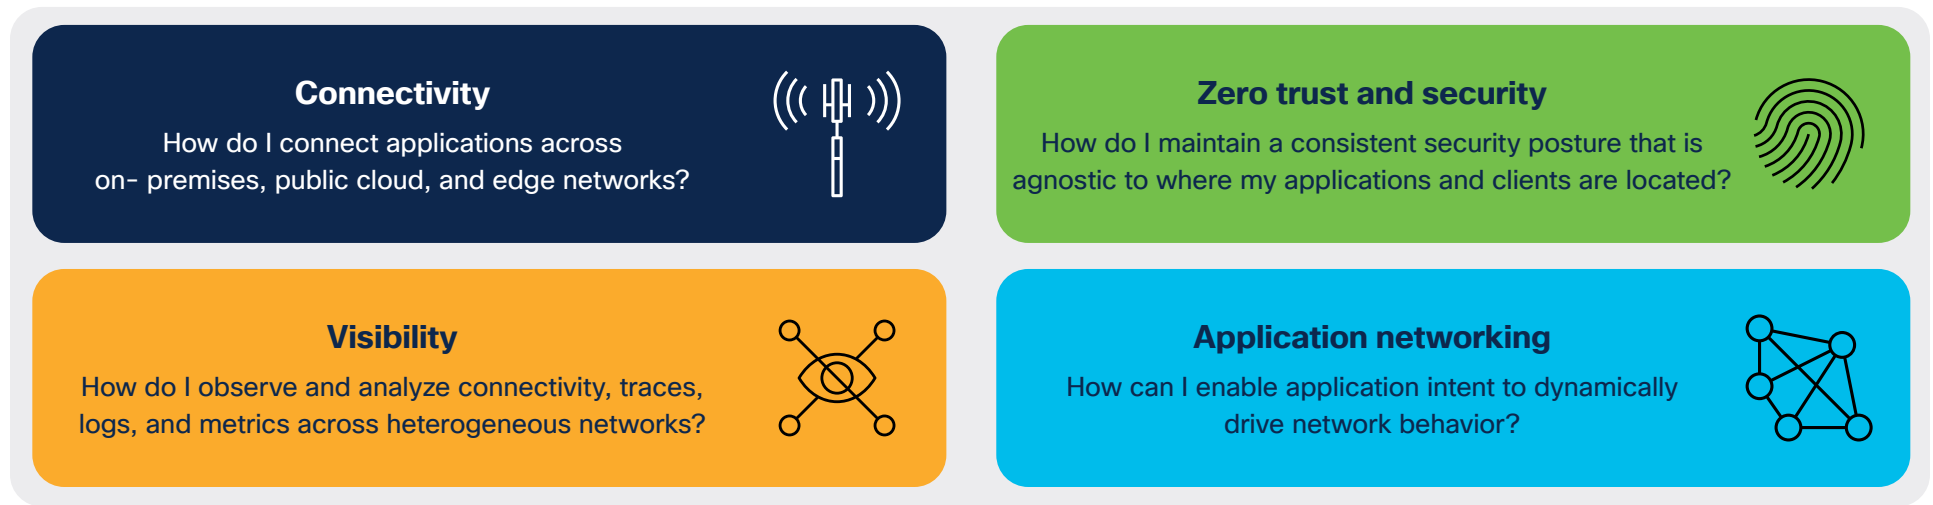 Connectivity
How do I connect applications across
on- premises, public cloud, and edge networks?
Zero trust and security
How do I maintain a consistent security posture that is
agnostic to where my applications and clients are located?
Visibility
How do I observe and analyze connectivity, traces,
logs, and metrics across heterogeneous networks?
Application networking
How can I enable application intent to dynamically
drive network behavior?